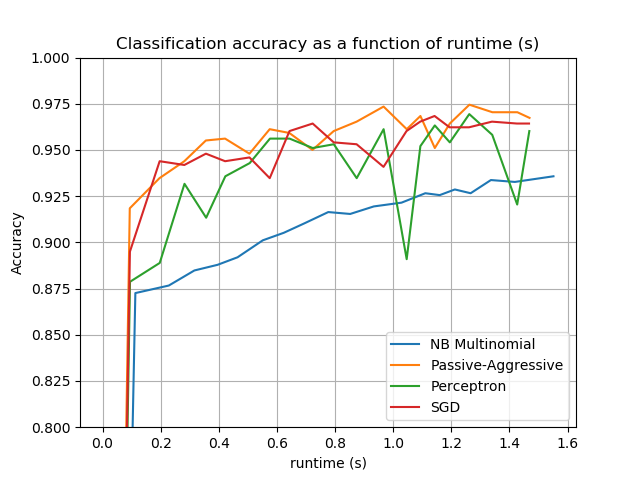 Classification accuracy as a function of runtime (s)
1.000
0.975
0.950
0.925
0.900
0.875
0.850
0.825
0.800
Accuracy
NB Multinomial
Passive-Aggressive
Perceptron
SGD
0.0 0.2 0.4 0.6 0.8 1.0 1.2 1.4 1.6
runtime (s)